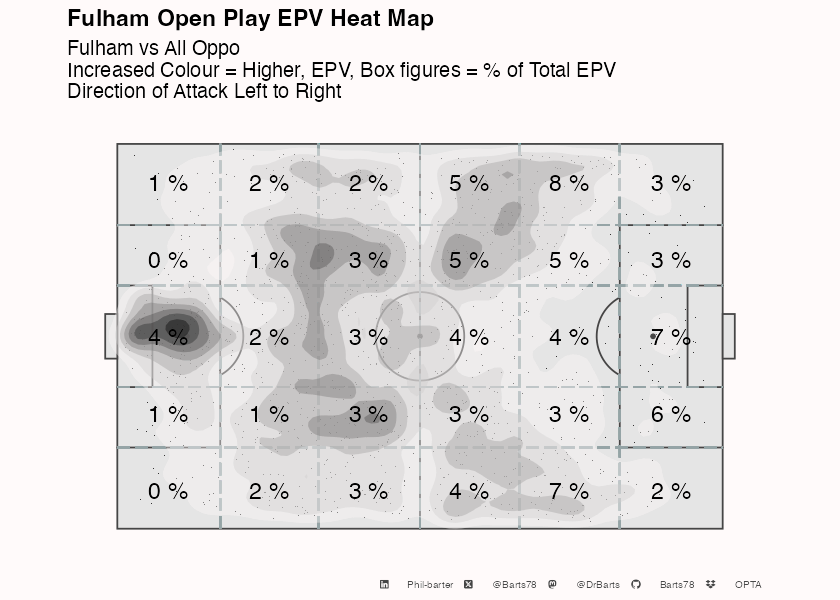 Fulham Open Play EPV Heat Map
Fulham vs All Oppo
Increased Colour = Higher, EPV, Box figures = % of Total EPV
Direction of Attack Left to Right
1 % 2 % 2 % 5 % 8 % 3 %
0 % 1 % 3 % 5 % 5 % 3 %
4 % 2 % 3 % 4 % 4 % 7 %
1 % 1 % 3 % 3 % 3 % 6 %
0 % 2 % 3 % 4 % 7 % 2 %
Phil-barter @Barts78 @DrBarts Barts78 OPTA